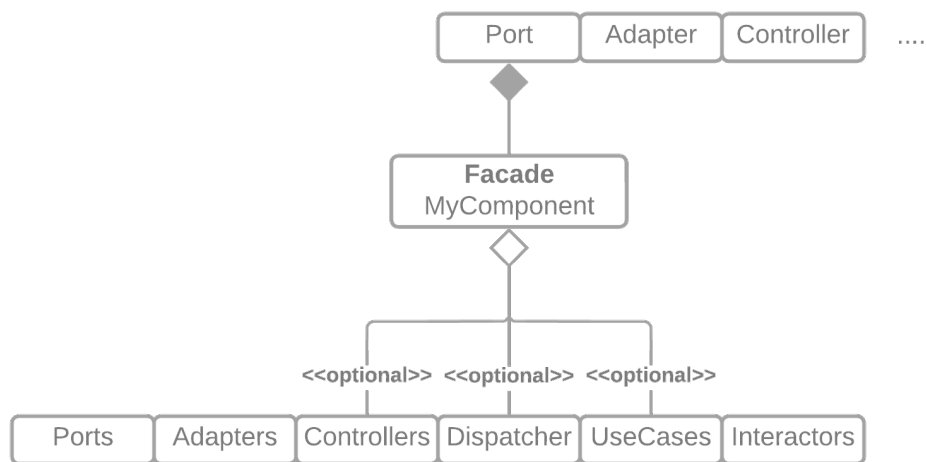 Port Adapter Controller ....
Facade
MyComponent
<<optional>> <<optional>> <<optional>>
Ports Adapters Controllers Dispatcher UseCases Interactors